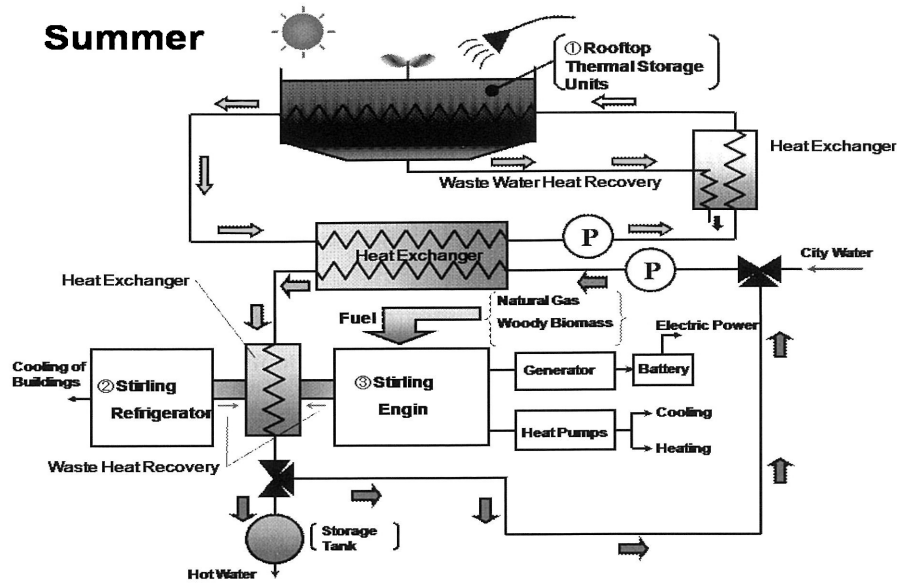 Summer
①Rooftop
Thermal Storage
Units
Heat Exchanger
Waste Water Heat Recovery
P
Heat Exchanger
P
City Water
Heat Exchanger
Fuel
Natural Gas
Woody Biomass
Electric Power
Cooling of
Buildings
②Stirling
Refrigerator
③Stirling
Engin
Generator
Battery
Heat Pumps
Cooling
Heating
Waste Heat Recovery
Storage
Tank
Hot Water